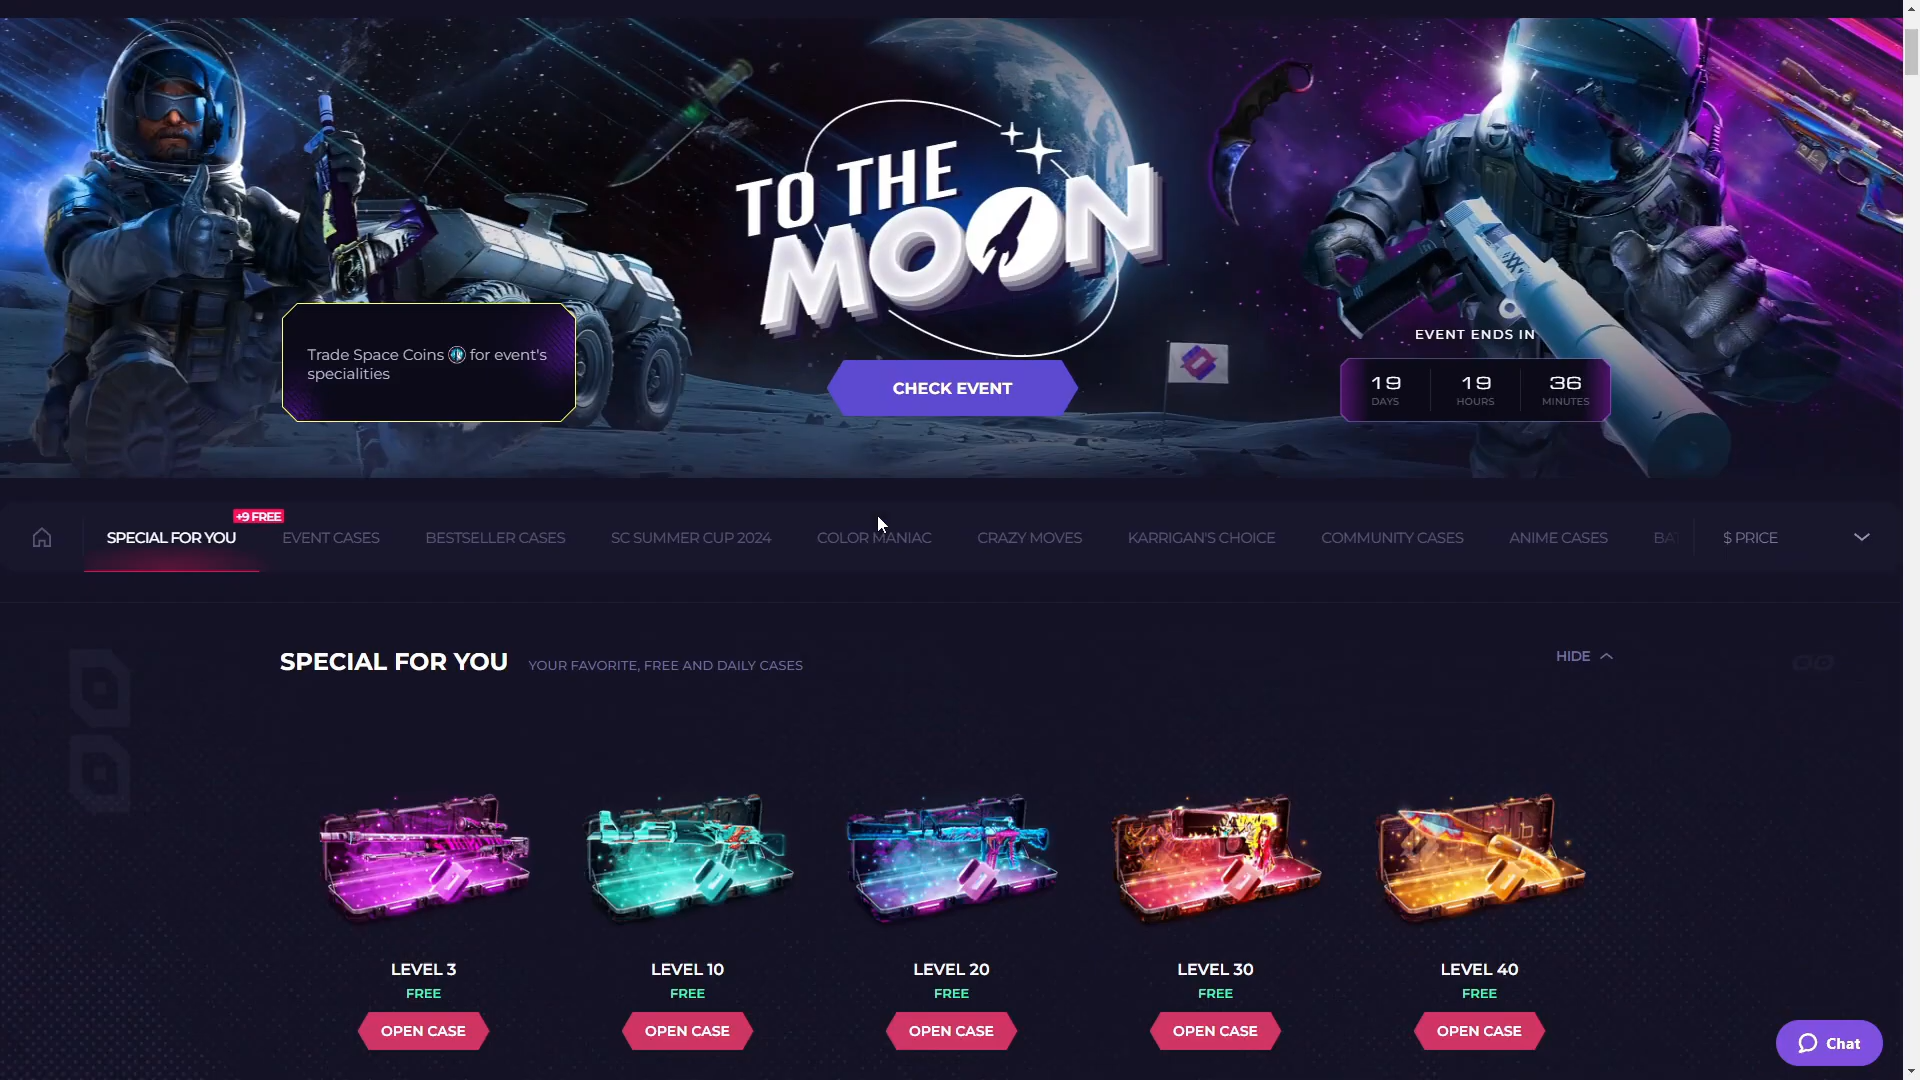 TO THE
MOON
Trade Space Coins for event's
specialities
CHECK EVENT
EVENT ENDS IN
19 19 36
DAYS HOURS MINUTES
+9 FREE
SPECIAL FOR YOU EVENT CASES BESTSELLER CASES SC SUMMER CUP 2024 COLOR MANIAC CRAZY MOVES KARRIGAN'S CHOICE COMMUNITY CASES ANIME CASES $ PRICE
SPECIAL FOR YOU YOUR FAVORITE, FREE AND DAILY CASES HIDE
LEVEL 3 LEVEL 10 LEVEL 20 LEVEL 30 LEVEL 40
FREE FREE FREE FREE FREE
OPEN CASE OPEN CASE OPEN CASE OPEN CASE OPEN CASE
Chat